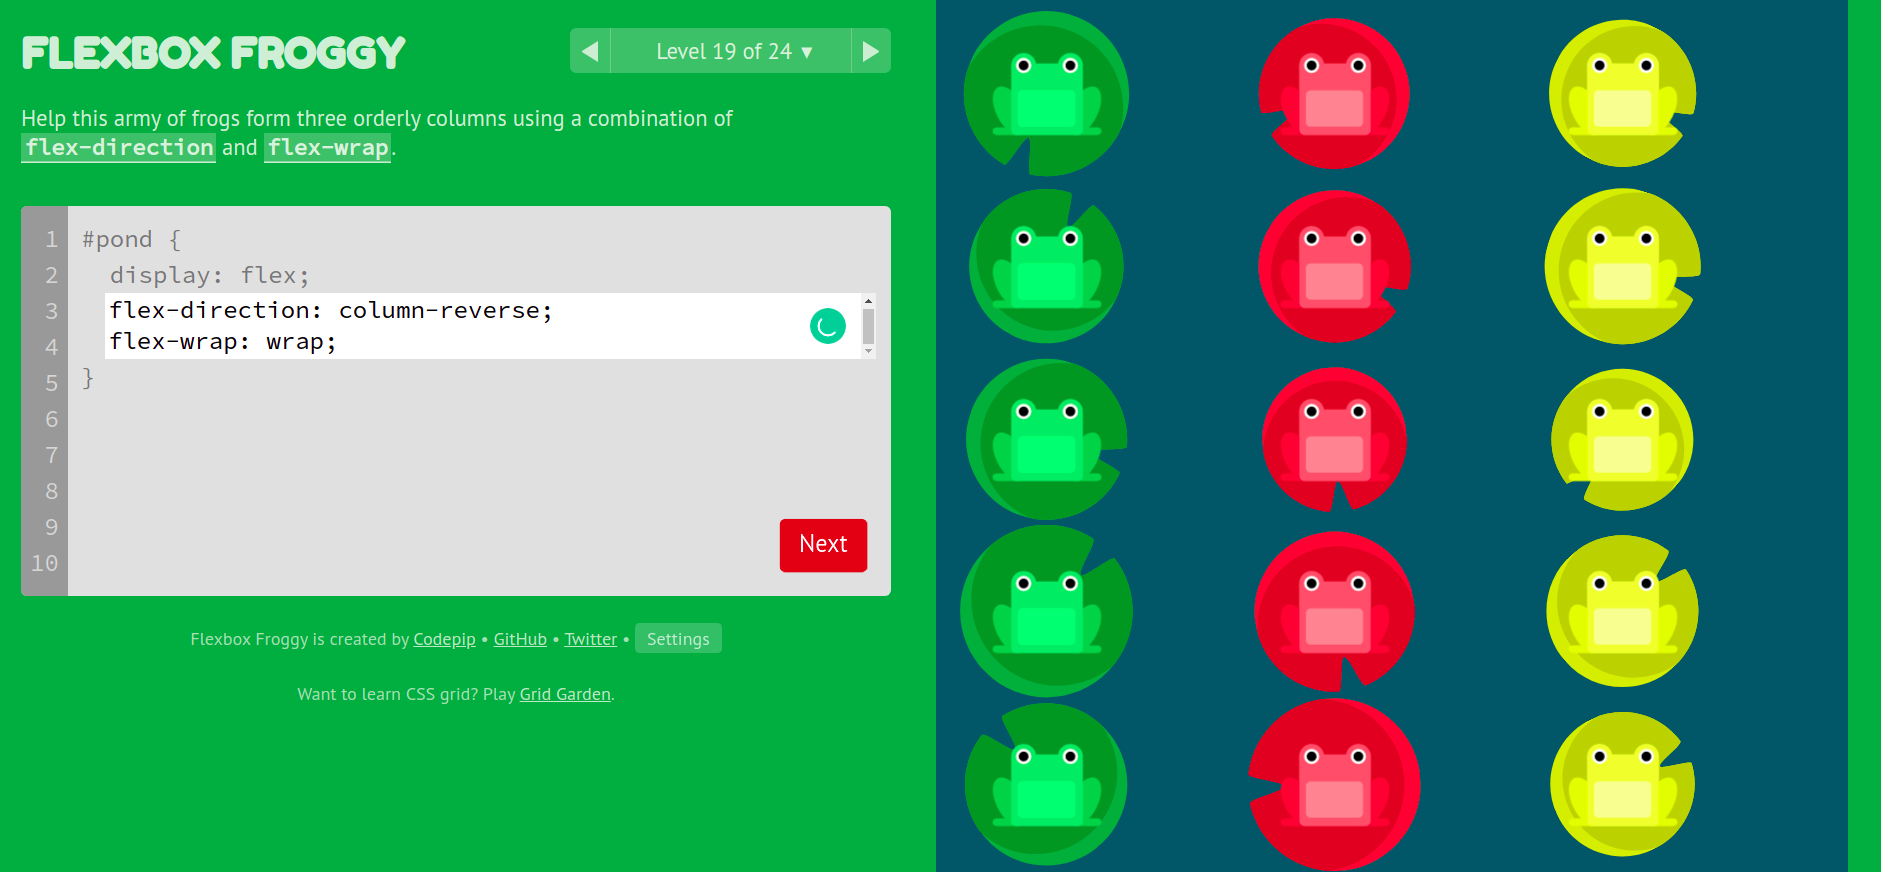 FLEXBOX FROGGY
Level 19 of 24 ▼
Help this army of frogs form three orderly columns using a combination of
flex-direction and flex-wrap.
1 #pond {
2 display: flex;
3 flex-direction: column-reverse;
4 flex-wrap: wrap;
5 }
6
7
8
9
10
Next
Flexbox Froggy is created by Codepip • GitHub • Twitter • Settings
Want to learn CSS grid? Play Grid Garden.